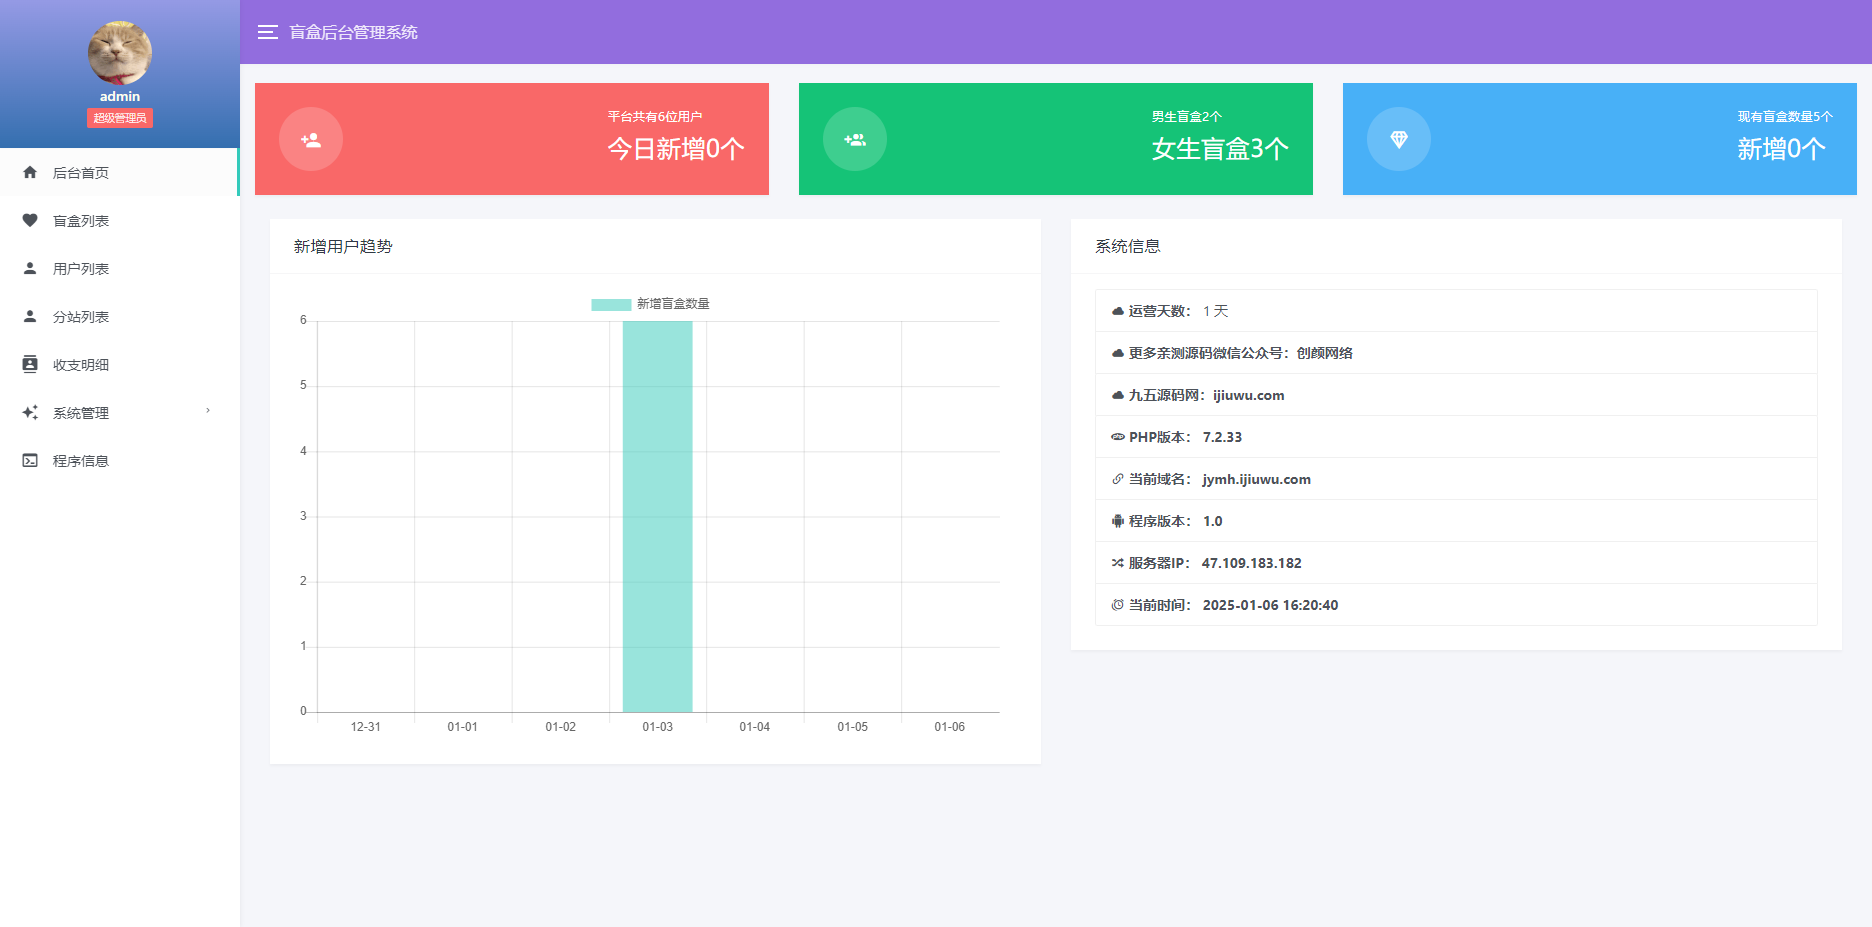 admin
超级管理员
后台首页
盲盒列表
用户列表
分站列表
收支明细
系统管理
程序信息
盲盒后台管理系统
平台共有6位用户
今日新增0个
男生盲盒2个
女生盲盒3个
现有盲盒数量5个
新增0个
新增用户趋势
新增盲盒数量
6
5
4
3
2
1
0
12-31 01-01 01-02 01-03 01-04 01-05 01-06
系统信息
运营天数： 1 天
更多亲测源码微信公众号：创颜网络
九五源码网：ijiuwu.com
PHP版本： 7.2.33
当前域名： jymh.ijiuwu.com
程序版本： 1.0
服务器IP： 47.109.183.182
当前时间： 2025-01-06 16:20:40